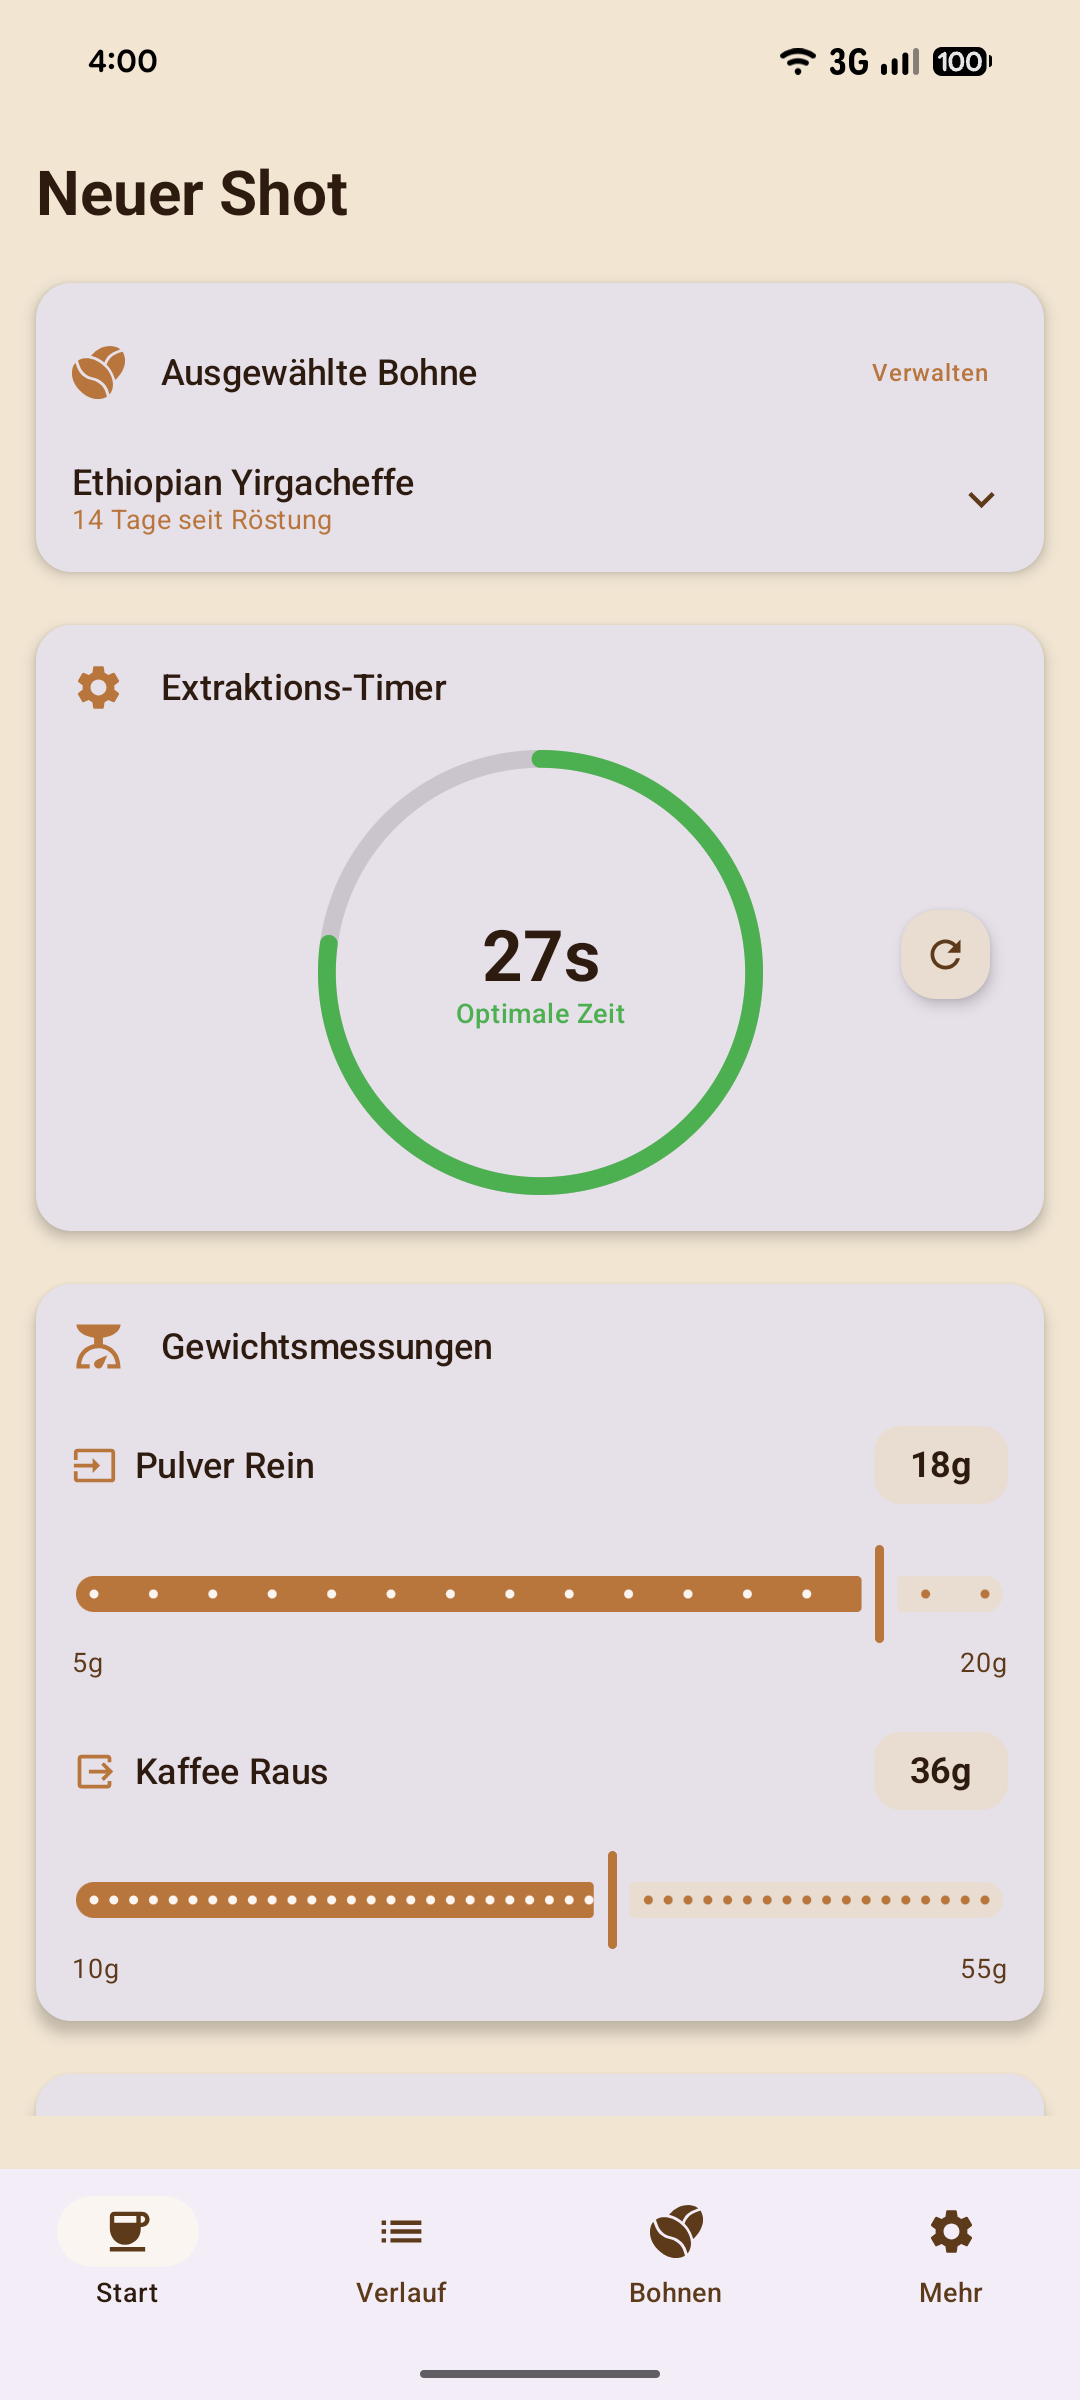 4:00
3G
100
Neuer Shot
Ausgewählte Bohne
Verwalten
Ethiopian Yirgacheffe
14 Tage seit Röstung
Extraktions-Timer
27s
Optimale Zeit
Gewichtsmessungen
Pulver Rein
18g
5g
20g
Kaffee Raus
36g
10g
55g
Start
Verlauf
Bohnen
Mehr